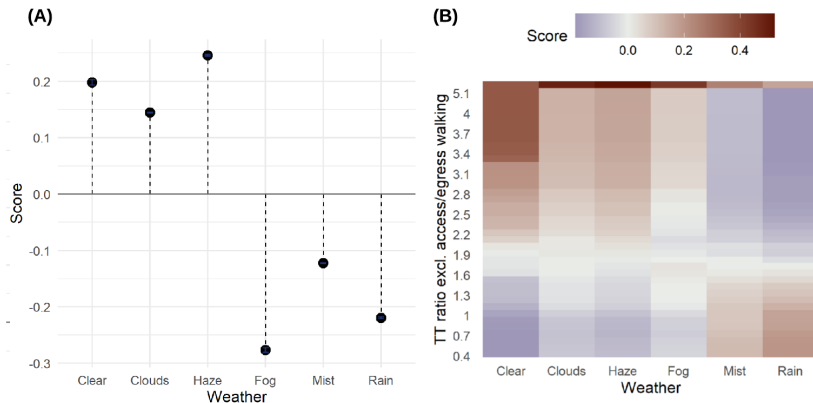 (A)
Score
0.2
0.1
0.0
-0.1
-0.2
-0.3
Clear Clouds Haze Fog Mist Rain
Weather
(B)
Score
0.0 0.2 0.4
TT ratio excl. access/egress walking
5.1
4
3.7
3.4
3.1
2.8
2.5
2.2
1.9
1.6
1.3
1
0.7
0.4
Clear Clouds Haze Fog Mist Rain
Weather